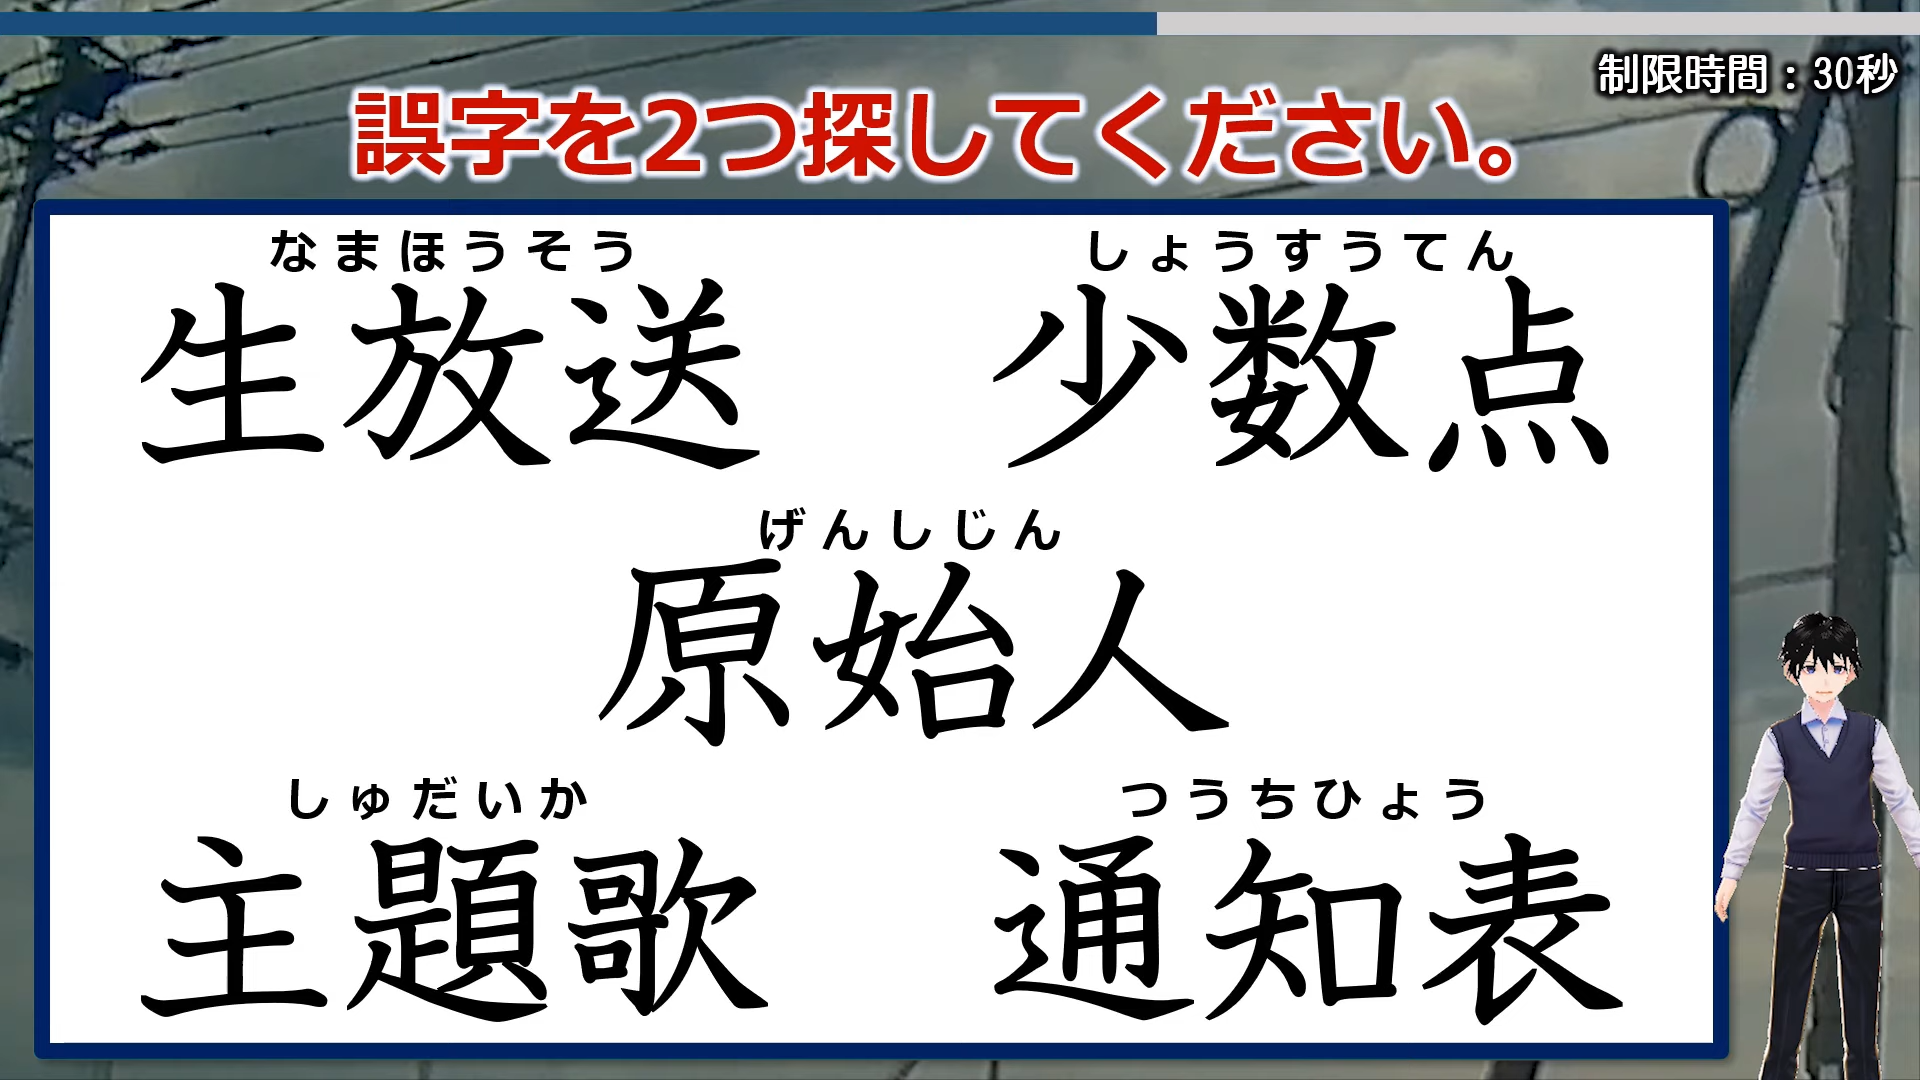 制限時間：30秒
誤字を2つ探してください。
なまほうそう
生放送
しょうすうてん
少数点
げんしじん
原始人
しゅだいか
主題歌
つうちひょう
通知表